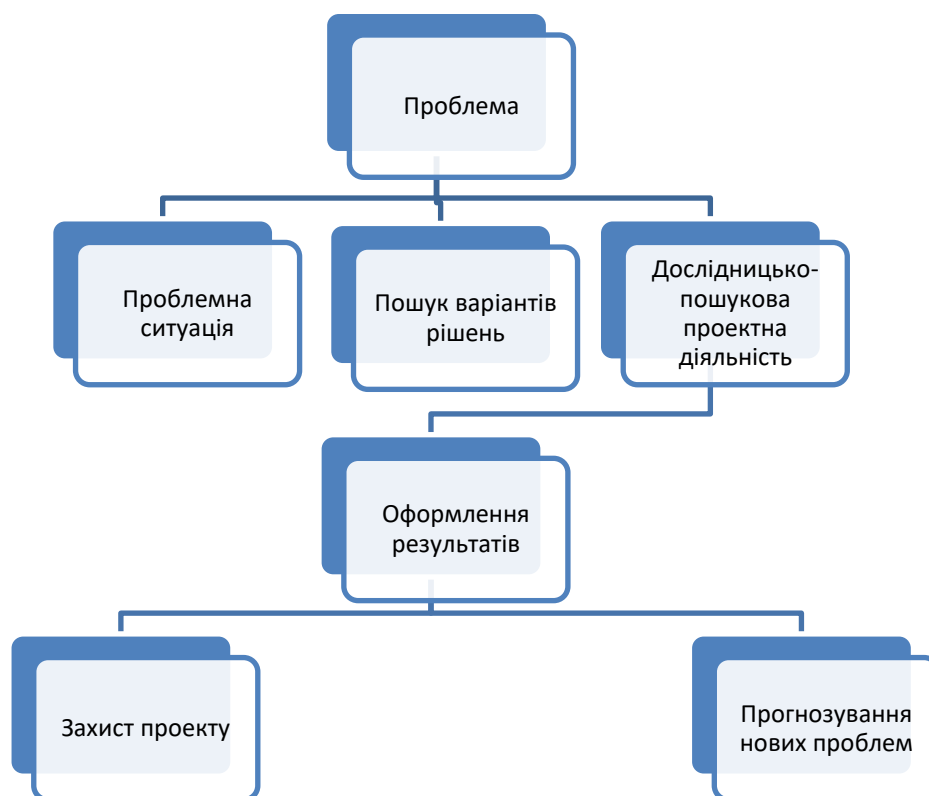 Проблема
Проблемна
ситуація
Пошук варіантів
рішень
Дослідницько-
пошукова
проектна
діяльність
Оформлення
результатів
Захист проекту
Прогнозування
нових проблем